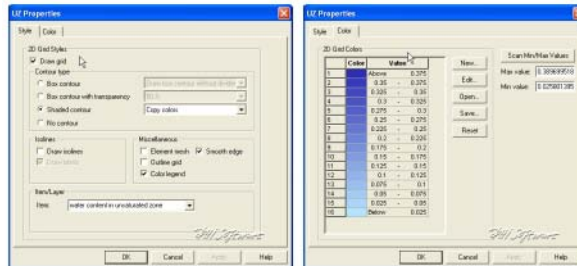 UZ Properties
Style Color
2D Grid Styles
Draw grid
Contour type
Box contour
Box contour with transparency
Shaded contour Copy colors
No contour
Isolines
Draw isolines
Miscellaneous
Element mesh Smooth edge
Outline grid
Color legend
Item/Layer
Item: water content in unsaturated zone
OK Cancel Apply Help
UZ Properties
Style Color
2D Grid Colors
Color Value
1 Above 0.375
2 0.35 - 0.375
3 0.325 - 0.35
4 0.3 - 0.325
5 0.275 - 0.3
6 0.25 - 0.275
7 0.225 - 0.25
8 0.2 - 0.225
9 0.175 - 0.2
10 0.15 - 0.175
11 0.125 - 0.15
12 0.1 - 0.125
13 0.075 - 0.1
14 0.05 - 0.075
15 0.025 - 0.05
16 Below 0.025
New...
Edit...
Open...
Save...
Reset
Scan Min/Max Values
Max value:
Min value:
OK Cancel Apply Help